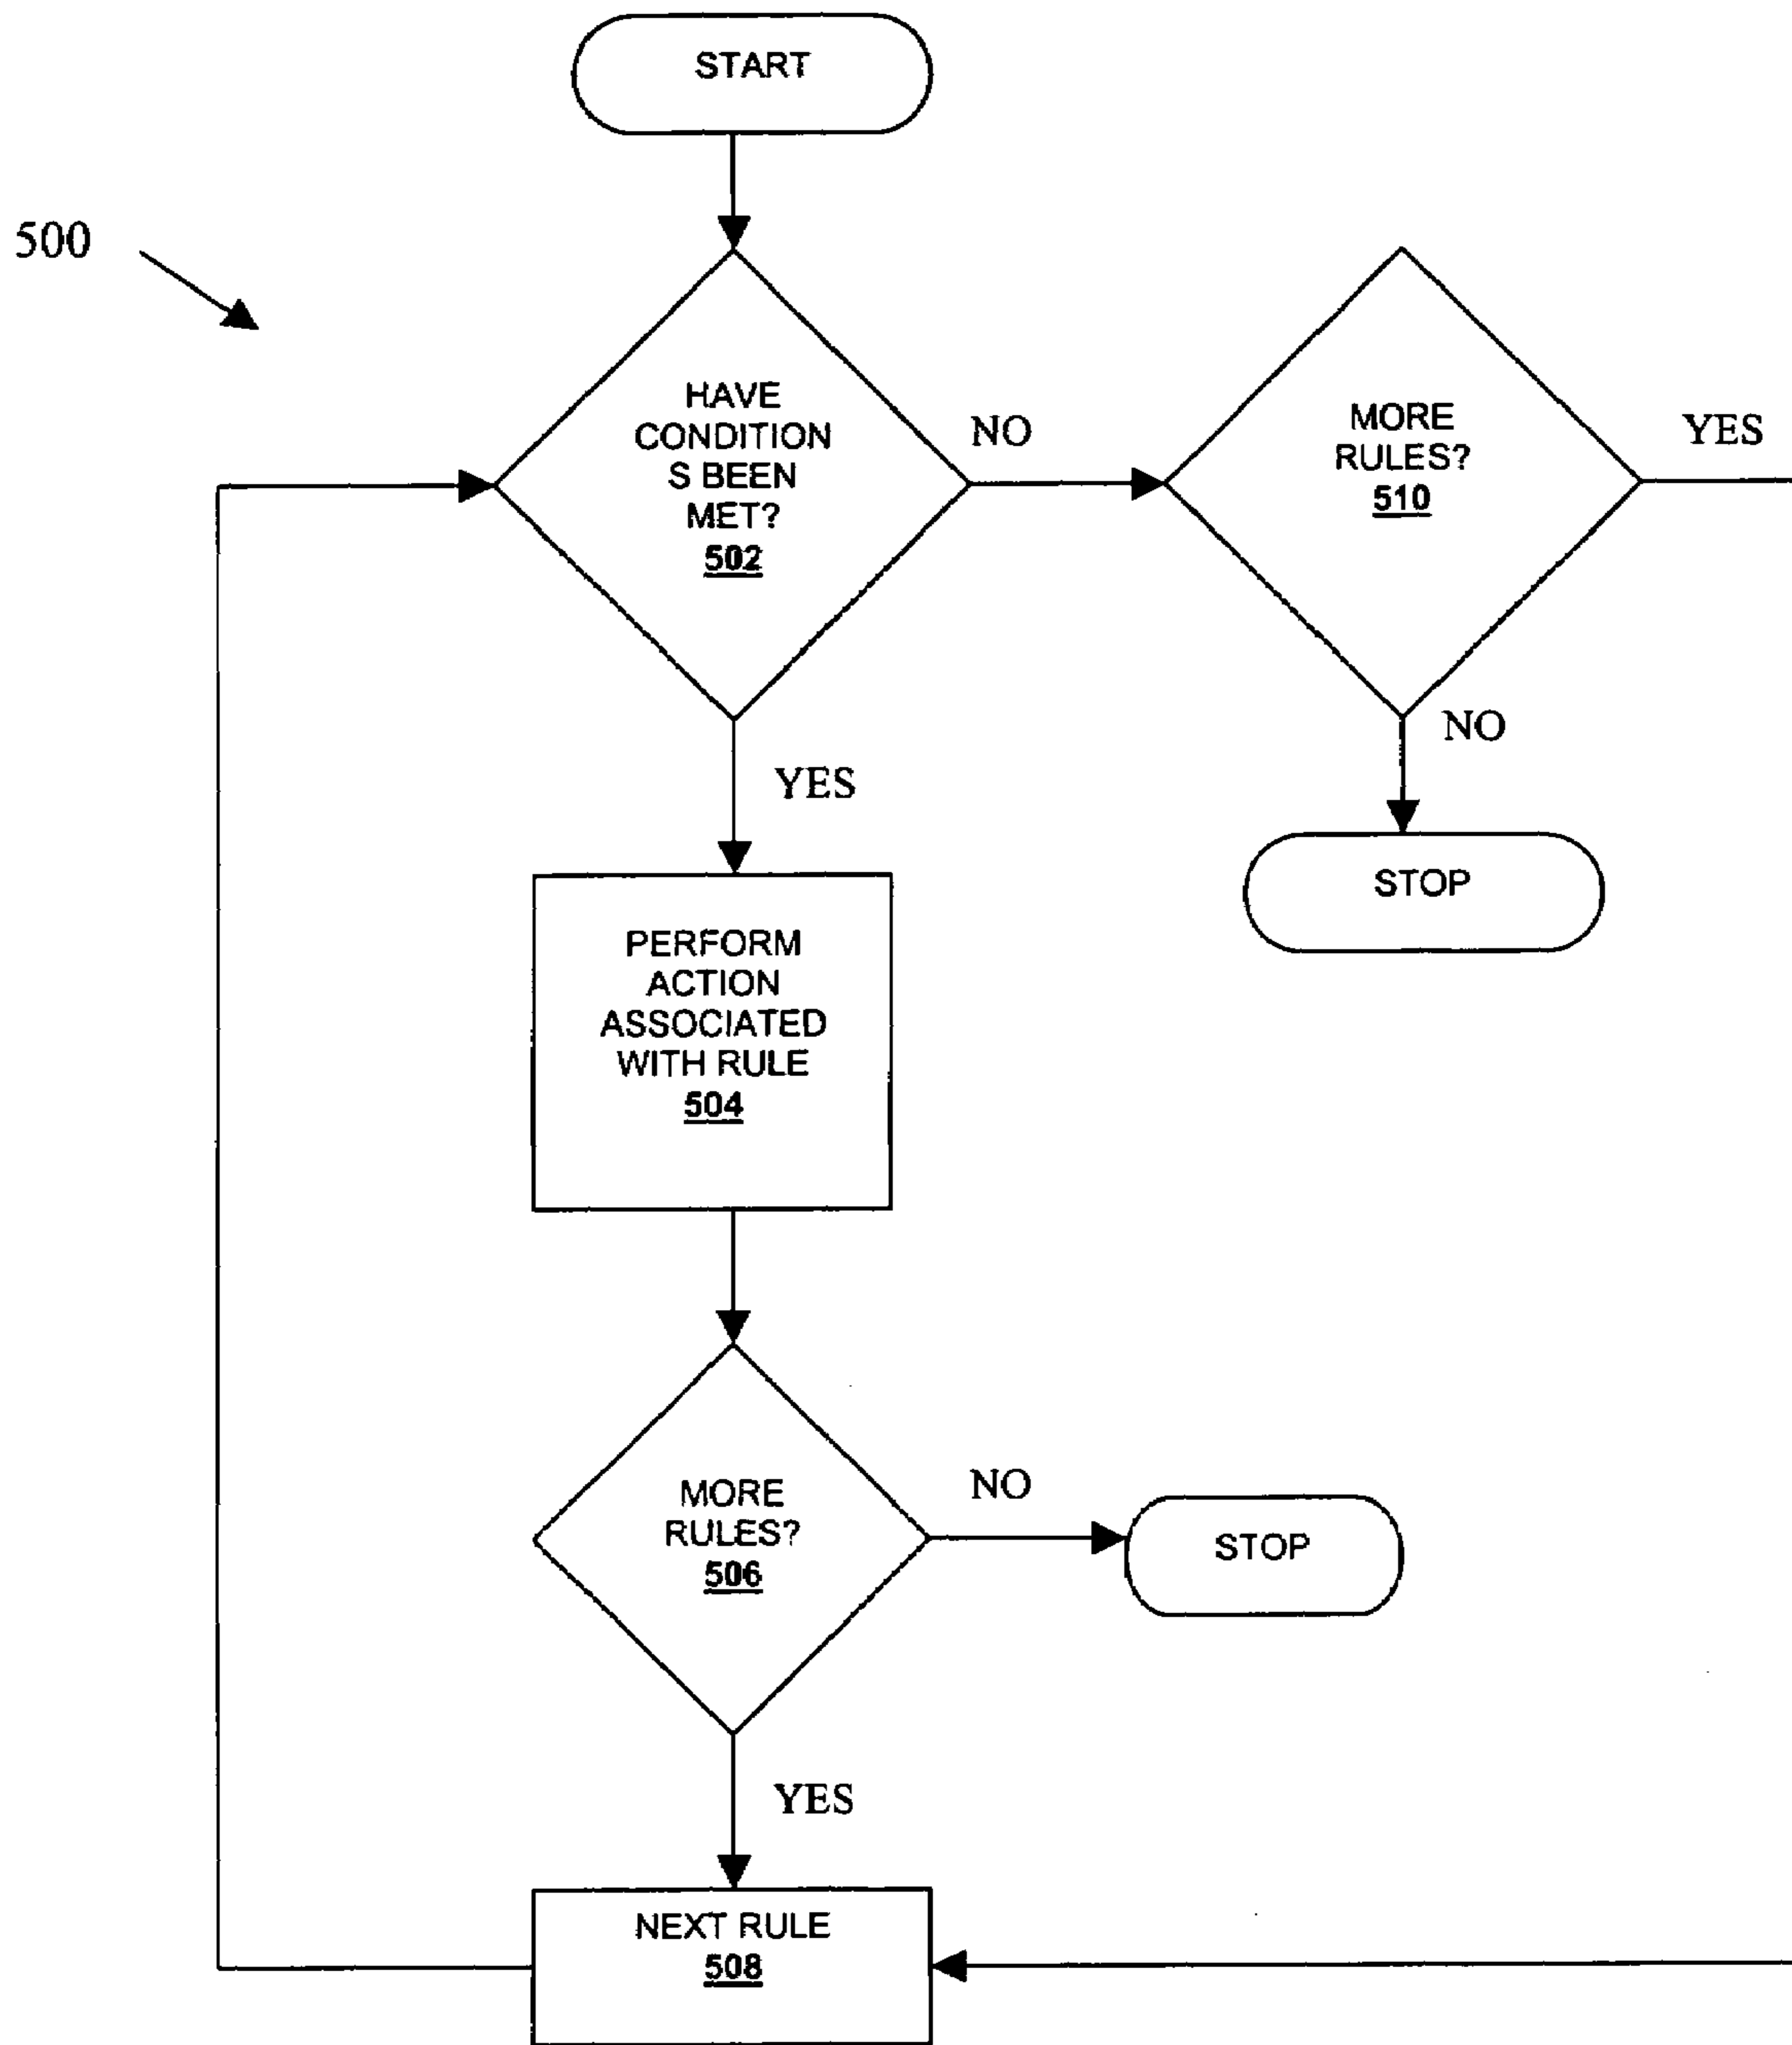 START
500
HAVE
CONDITION
S BEEN
MET?
502
NO
MORE
RULES?
510
YES
NO
STOP
YES
PERFORM
ACTION
ASSOCIATED
WITH RULE
504
MORE
RULES?
506
NO
STOP
YES
NEXT RULE
508